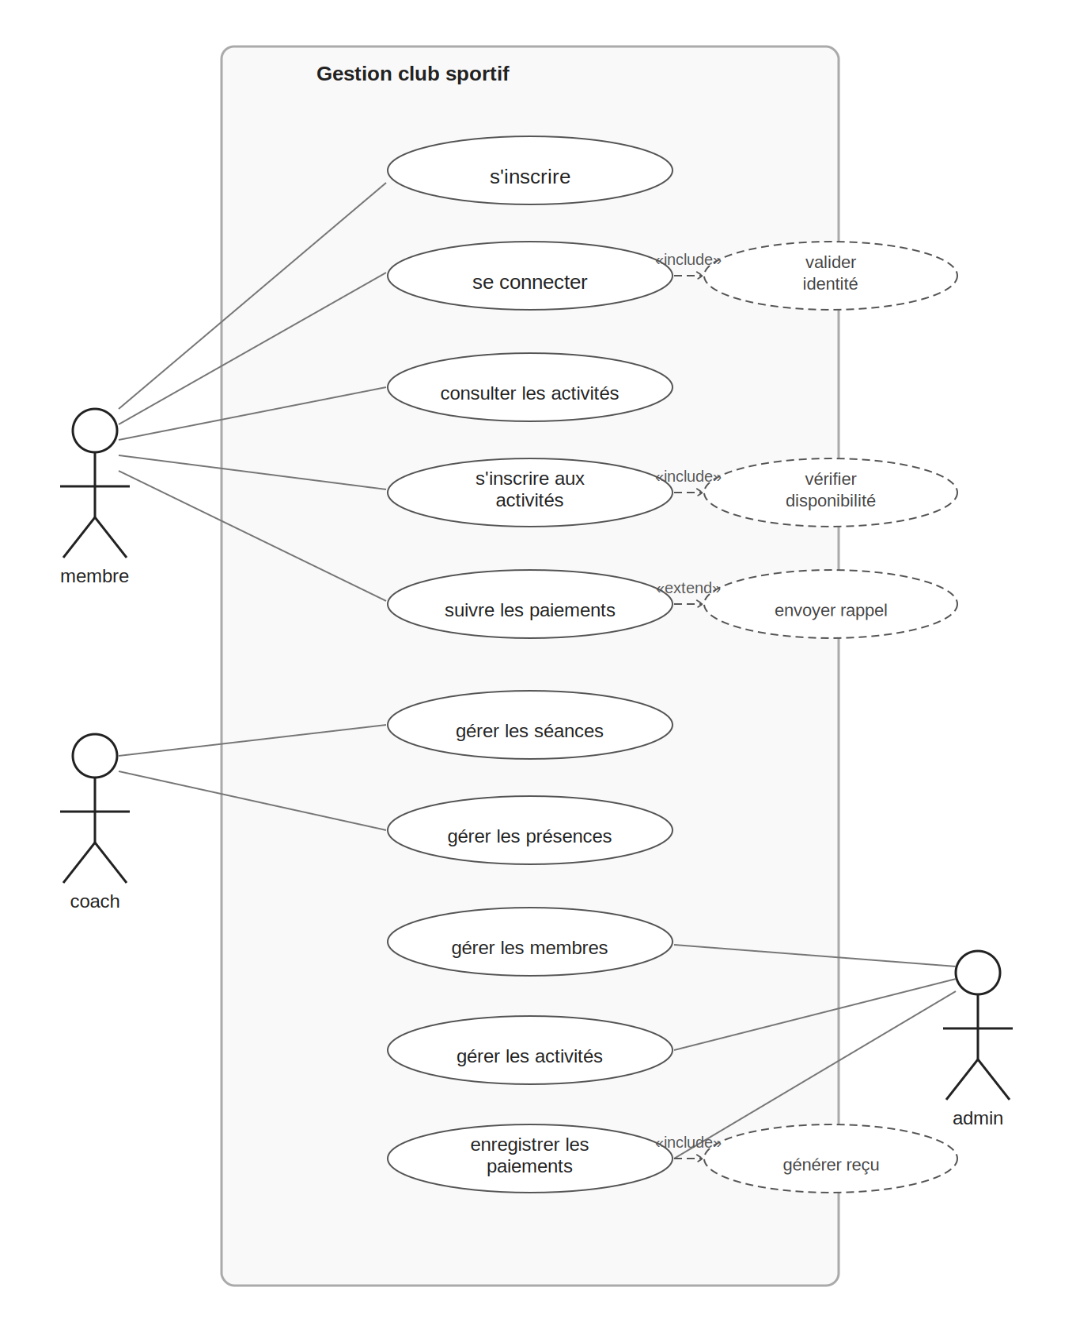 Gestion club sportif
s'inscrire
se connecter
«include»
valider
identité
consulter les activités
s'inscrire aux
activités
«include»
vérifier
disponibilité
membre
suivre les paiements
«extend»
envoyer rappel
gérer les séances
gérer les présences
coach
gérer les membres
gérer les activités
admin
enregistrer les
paiements
«include»
générer reçu